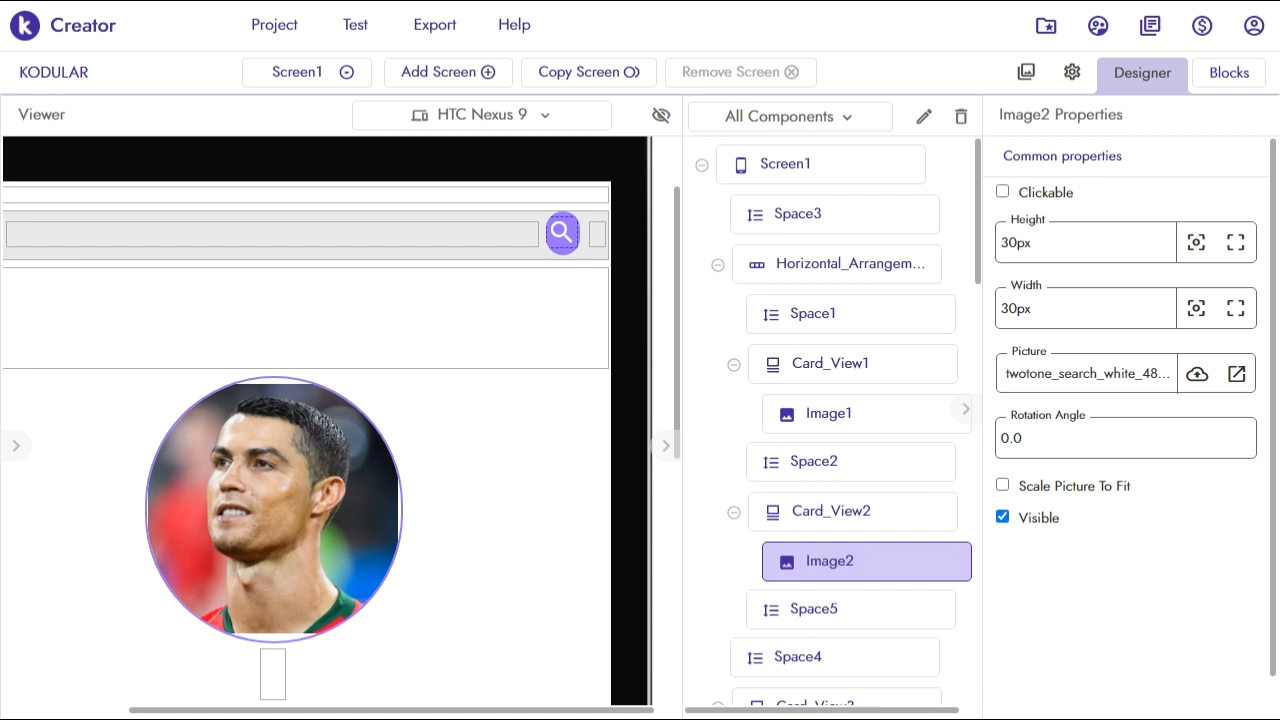 Creator
Project
Test
Export
Help
KODULAR
Screen1
Add Screen
Copy Screen
Remove Screen
Designer
Blocks
Viewer
HTC Nexus 9
All Components
Image2 Properties
Screen1
Space3
Horizontal_Arrangem...
Space1
Card_View1
Image1
Space2
Card_View2
Image2
Space5
Space4
Common properties
Clickable
Height
30px
Width
30px
Picture
twotone_search_white_48...
Rotation Angle
0.0
Scale Picture To Fit
Visible